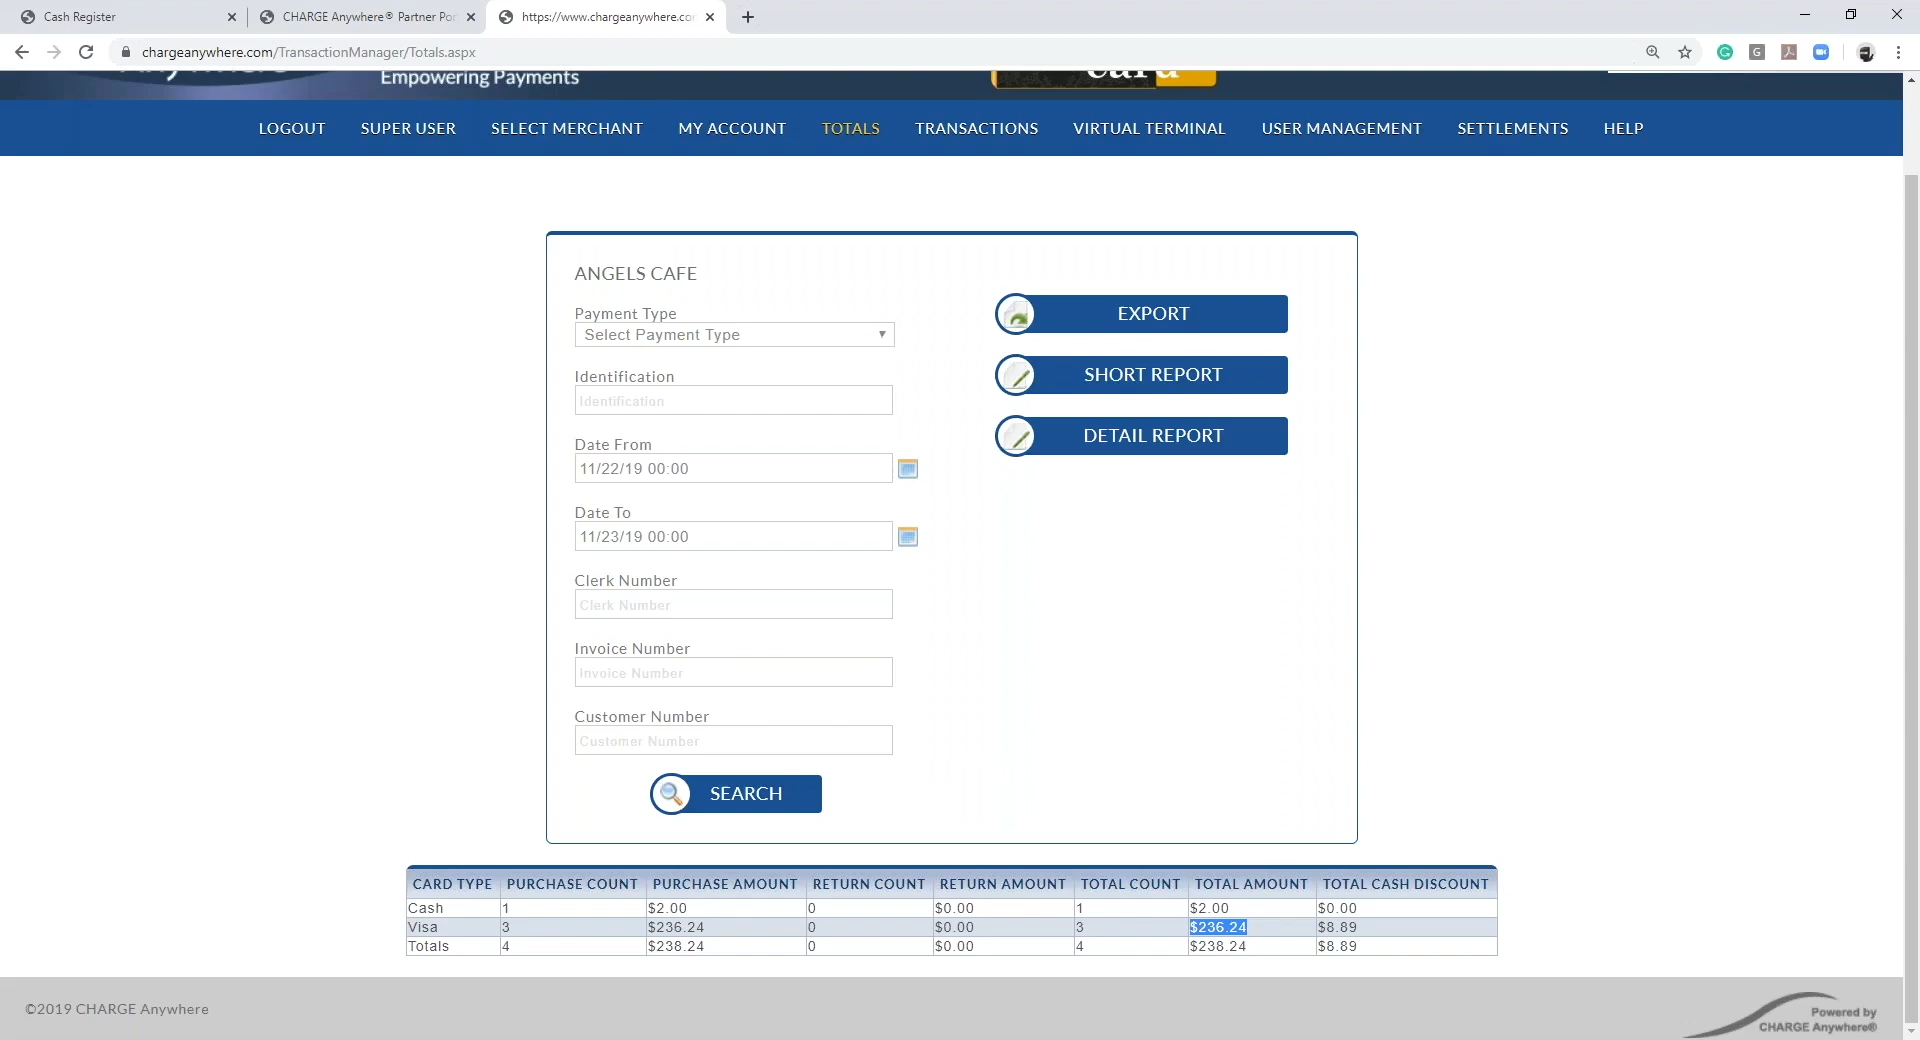 Cash Register
CHARGE Anywhere® Partner Por
https://www.chargeanywhere.co
chargeanywhere.com/TransactionManager/Totals.aspx
Empowering Payments
LOGOUT SUPER USER SELECT MERCHANT MY ACCOUNT TOTALS TRANSACTIONS VIRTUAL TERMINAL USER MANAGEMENT SETTLEMENTS HELP
ANGELS CAFE
Payment Type
Select Payment Type
Identification
Identification
Date From
11/22/19 00:00
Date To
11/23/19 00:00
Clerk Number
Clerk Number
Invoice Number
Invoice Number
Customer Number
Customer Number
SEARCH
EXPORT
SHORT REPORT
DETAIL REPORT
CARD TYPE PURCHASE COUNT PURCHASE AMOUNT RETURN COUNT RETURN AMOUNT TOTAL COUNT TOTAL AMOUNT TOTAL CASH DISCOUNT
Cash 1 $2.00 0 $0.00 1 $2.00 $0.00
Visa 3 $236.24 0 $0.00 3 $236.24 $8.89
Totals 4 $238.24 0 $0.00 4 $238.24 $8.89
©2019 CHARGE Anywhere
Powered by
CHARGE Anywhere®